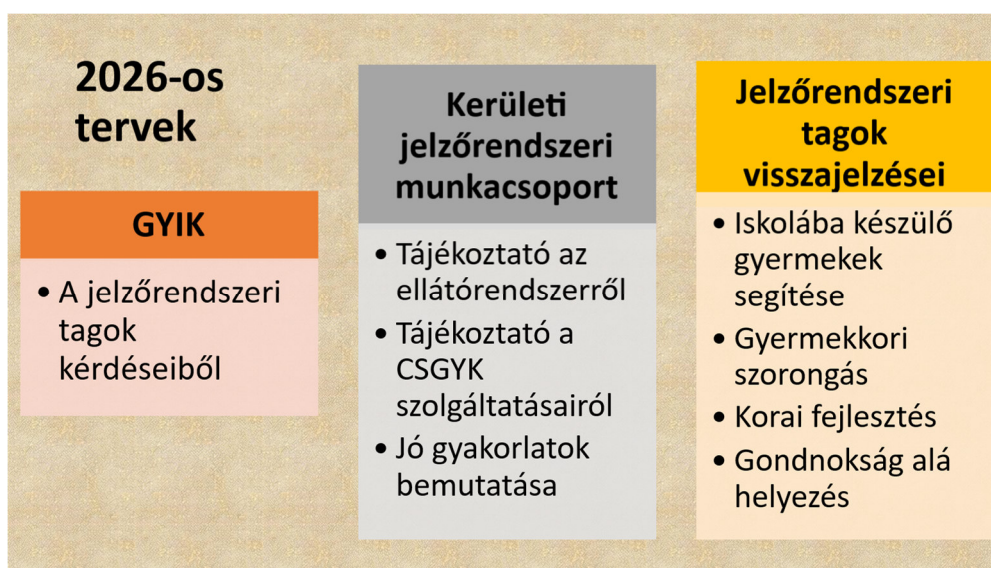 2026-os
tervek
GYIK
• A jelzőrendszeri
tagok
kérdéseiből
Kerületi
jelzőrendszeri
munkacsoport
• Tájékoztató az
ellátórendszerről
• Tájékoztató a
CSGYK
szolgáltatásairól
• Jó gyakorlatok
bemutatása
Jelzőrendszeri
tagok
visszajelzései
• Iskolába készülő
gyermekek
segítése
• Gyermekkori
szorongás
• Korai fejlesztés
• Gondnokság alá
helyezés